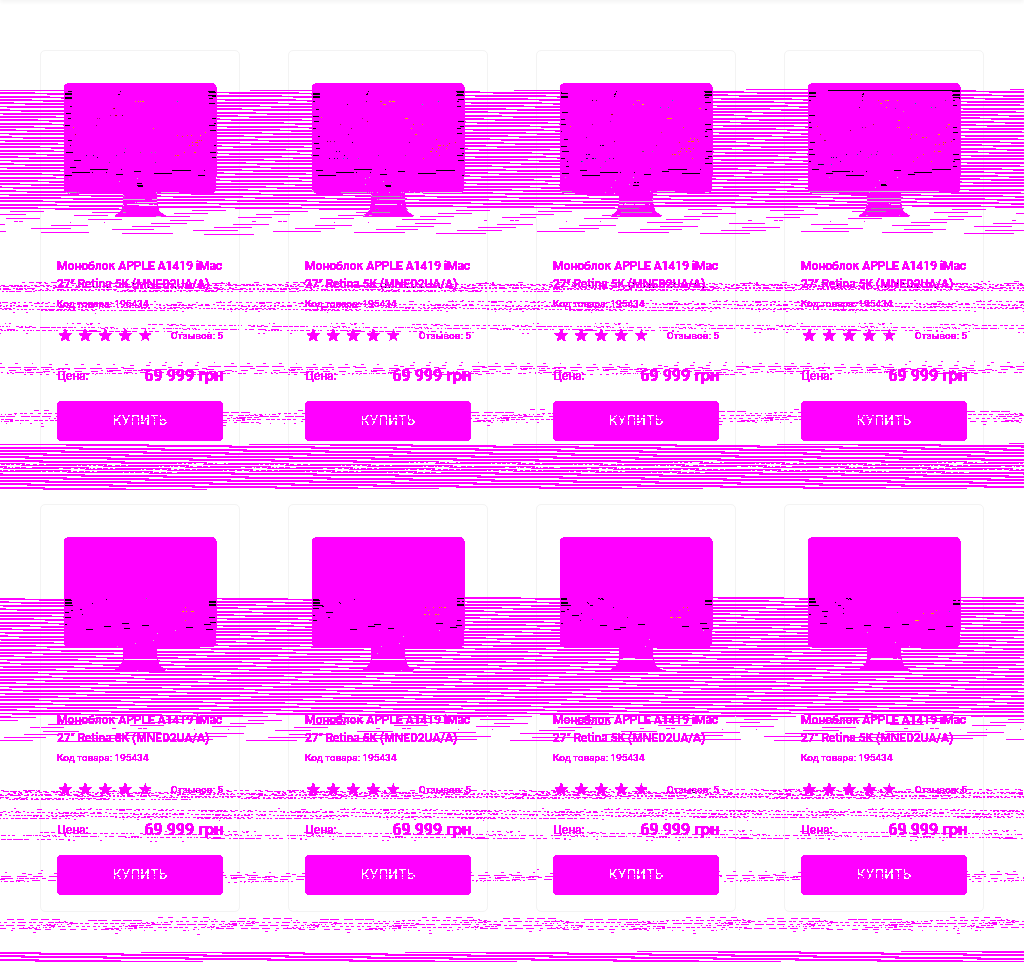 Моноблок APPLE A1419 iMac
27" Retina 5K (MNED2UA/A)
Код товара: 195434
Отзывов: 5
Цена: 69 999 грн
КУПИТЬ
Моноблок APPLE A1419 iMac
27" Retina 5K (MNED2UA/A)
Код товара: 195434
Отзывов: 5
Цена: 69 999 грн
КУПИТЬ
Моноблок APPLE A1419 iMac
27" Retina 5K (MNED2UA/A)
Код товара: 195434
Отзывов: 5
Цена: 69 999 грн
КУПИТЬ
Моноблок APPLE A1419 iMac
27" Retina 5K (MNED2UA/A)
Код товара: 195434
Отзывов: 5
Цена: 69 999 грн
КУПИТЬ
Моноблок APPLE A1419 iMac
27" Retina 5K (MNED2UA/A)
Код товара: 195434
Отзывов: 5
Цена: 69 999 грн
КУПИТЬ
Моноблок APPLE A1419 iMac
27" Retina 5K (MNED2UA/A)
Код товара: 195434
Отзывов: 5
Цена: 69 999 грн
КУПИТЬ
Моноблок APPLE A1419 iMac
27" Retina 5K (MNED2UA/A)
Код товара: 195434
Отзывов: 5
Цена: 69 999 грн
КУПИТЬ
Моноблок APPLE A1419 iMac
27" Retina 5K (MNED2UA/A)
Код товара: 195434
Отзывов: 5
Цена: 69 999 грн
КУПИТЬ